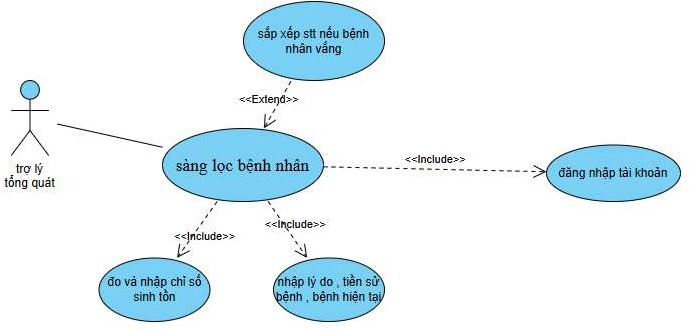 sắp xếp stt nếu bệnh
nhân vắng
<<Extend>>
trợ lý
tổng quát
sàng lọc bệnh nhân
<<Include>>
đăng nhập tài khoản
<<Include>>
<<Include>>
đo và nhập chỉ số
sinh tồn
nhập lý do , tiền sử
bệnh , bệnh hiện tại